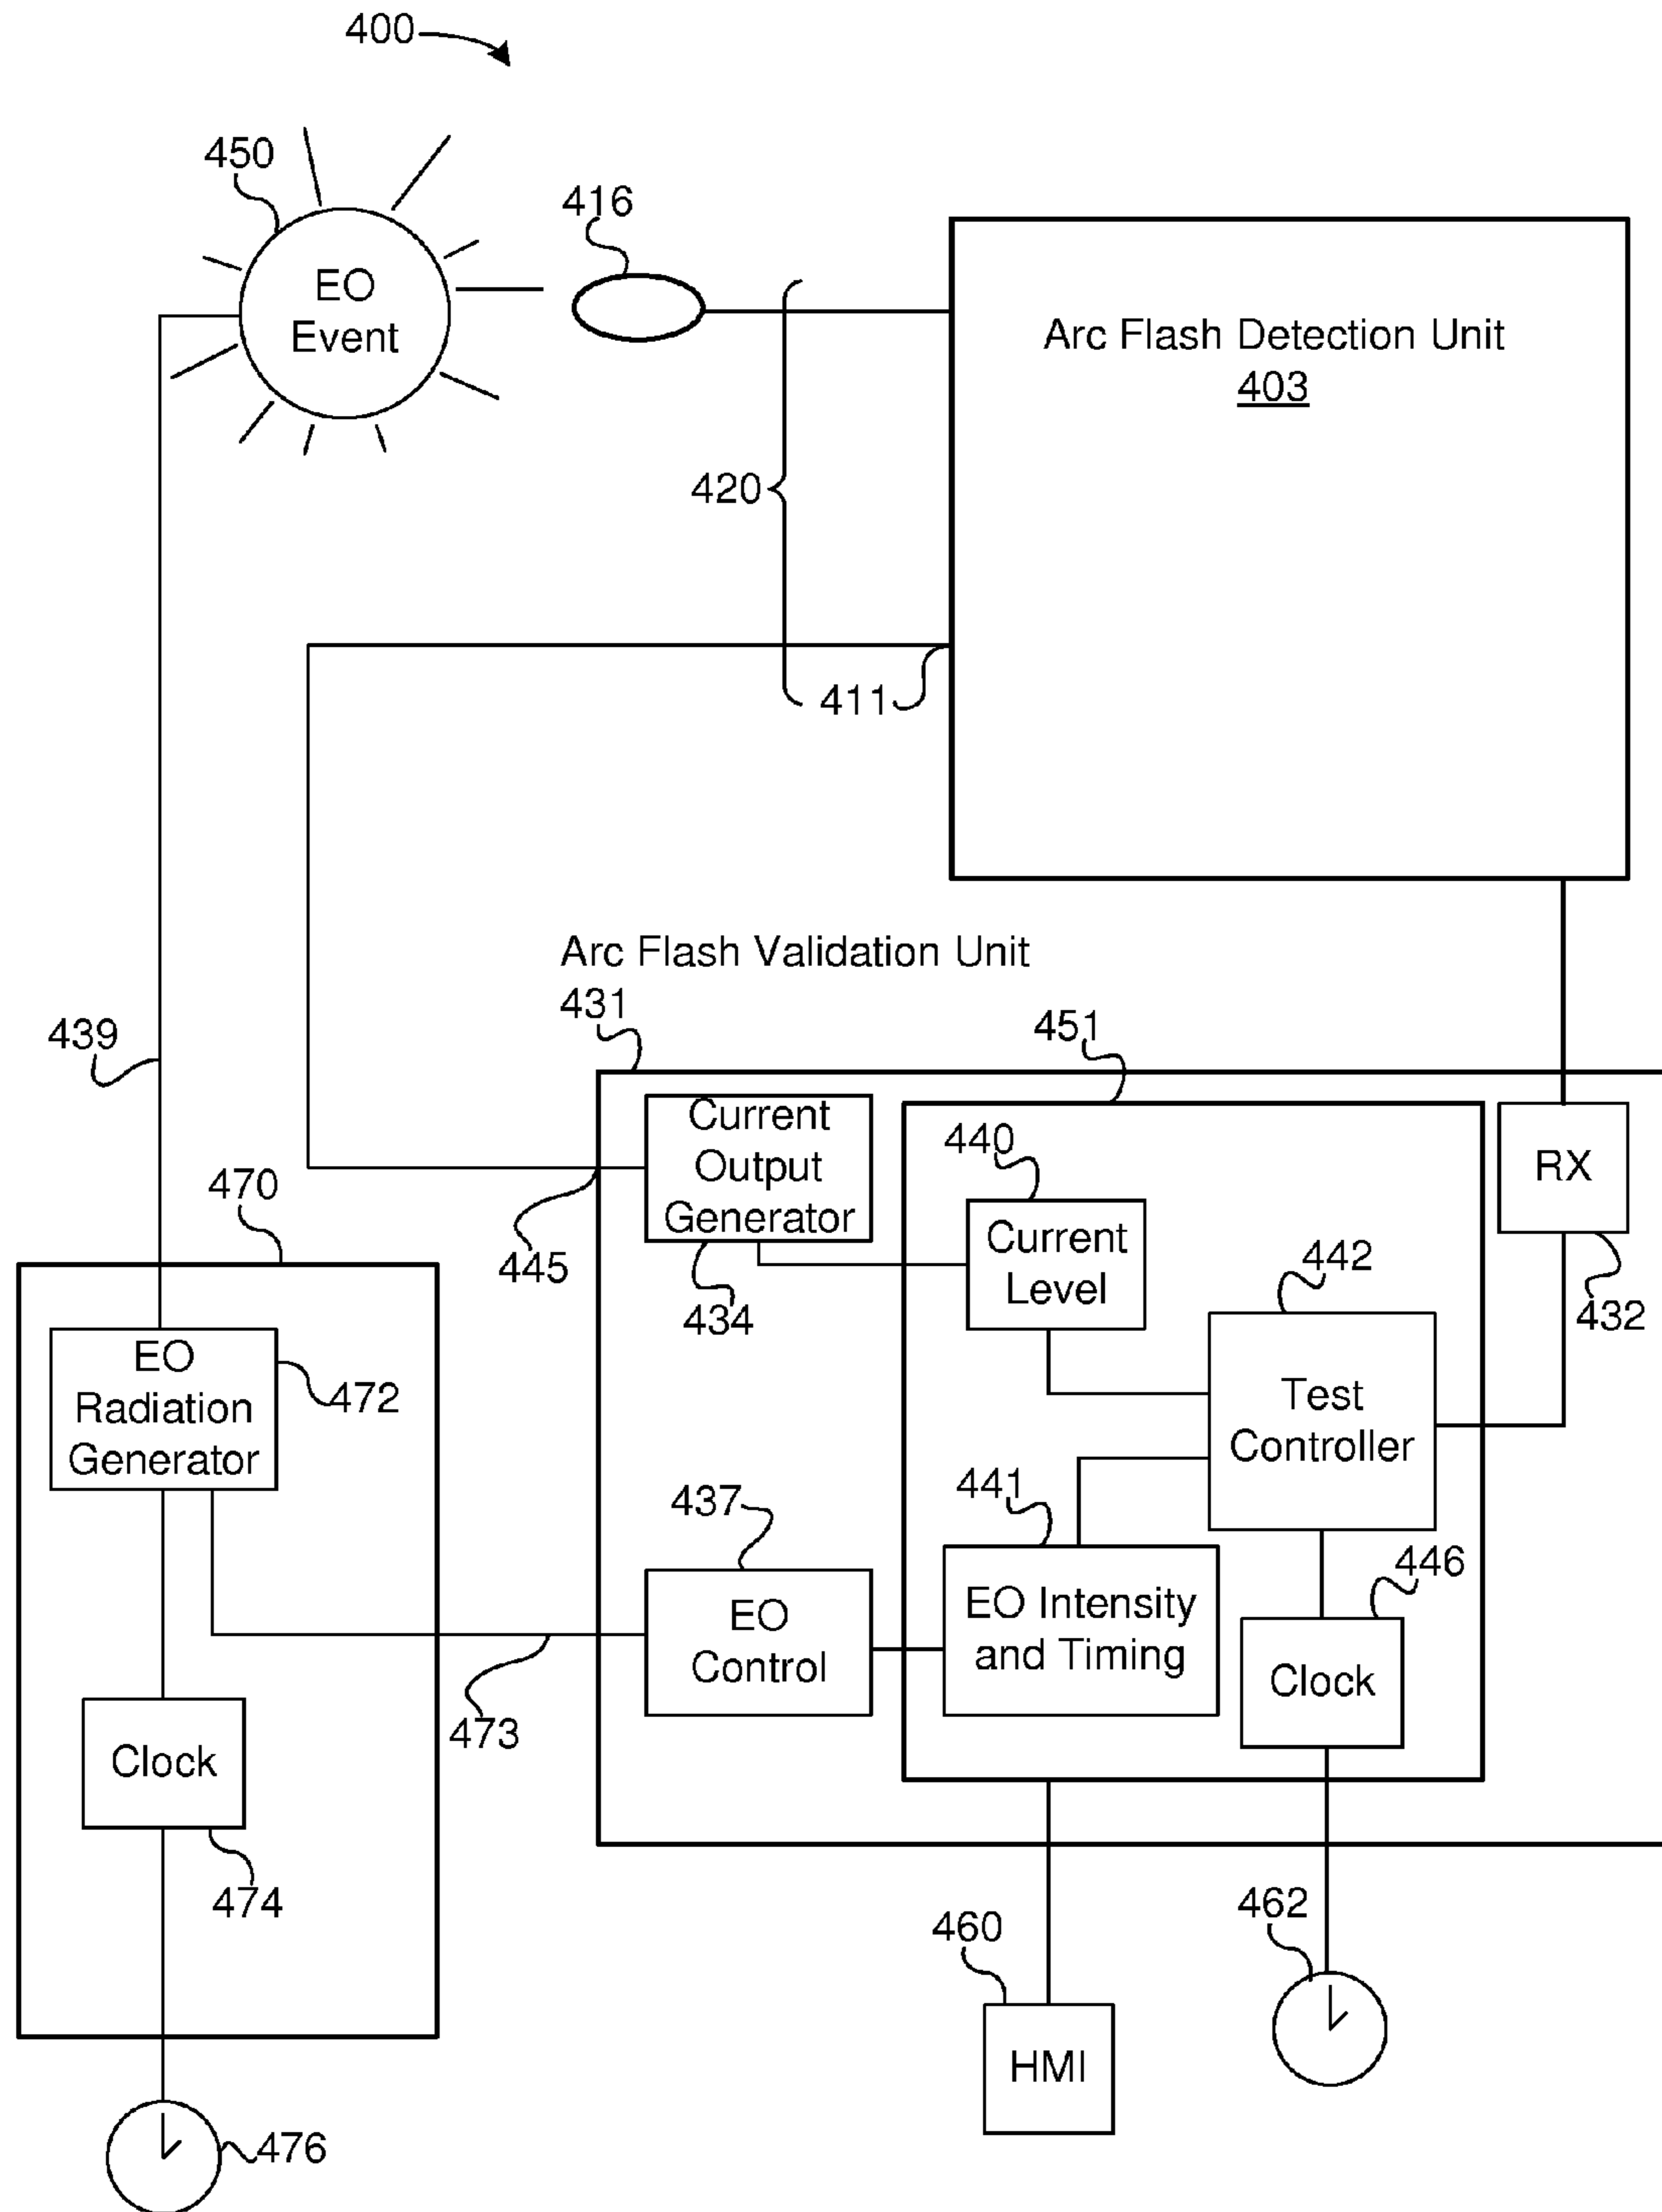 400
450
EO
Event
416
Arc Flash Detection Unit
403
420
411
Arc Flash Validation Unit
431
439
451
Current
Output
Generator
440
RX
470
445
434
Current
Level
442
432
EO
Radiation
Generator
472
Test
Controller
437
441
446
EO
Control
EO Intensity
and Timing
Clock
473
Clock
474
460
462
HMI
476